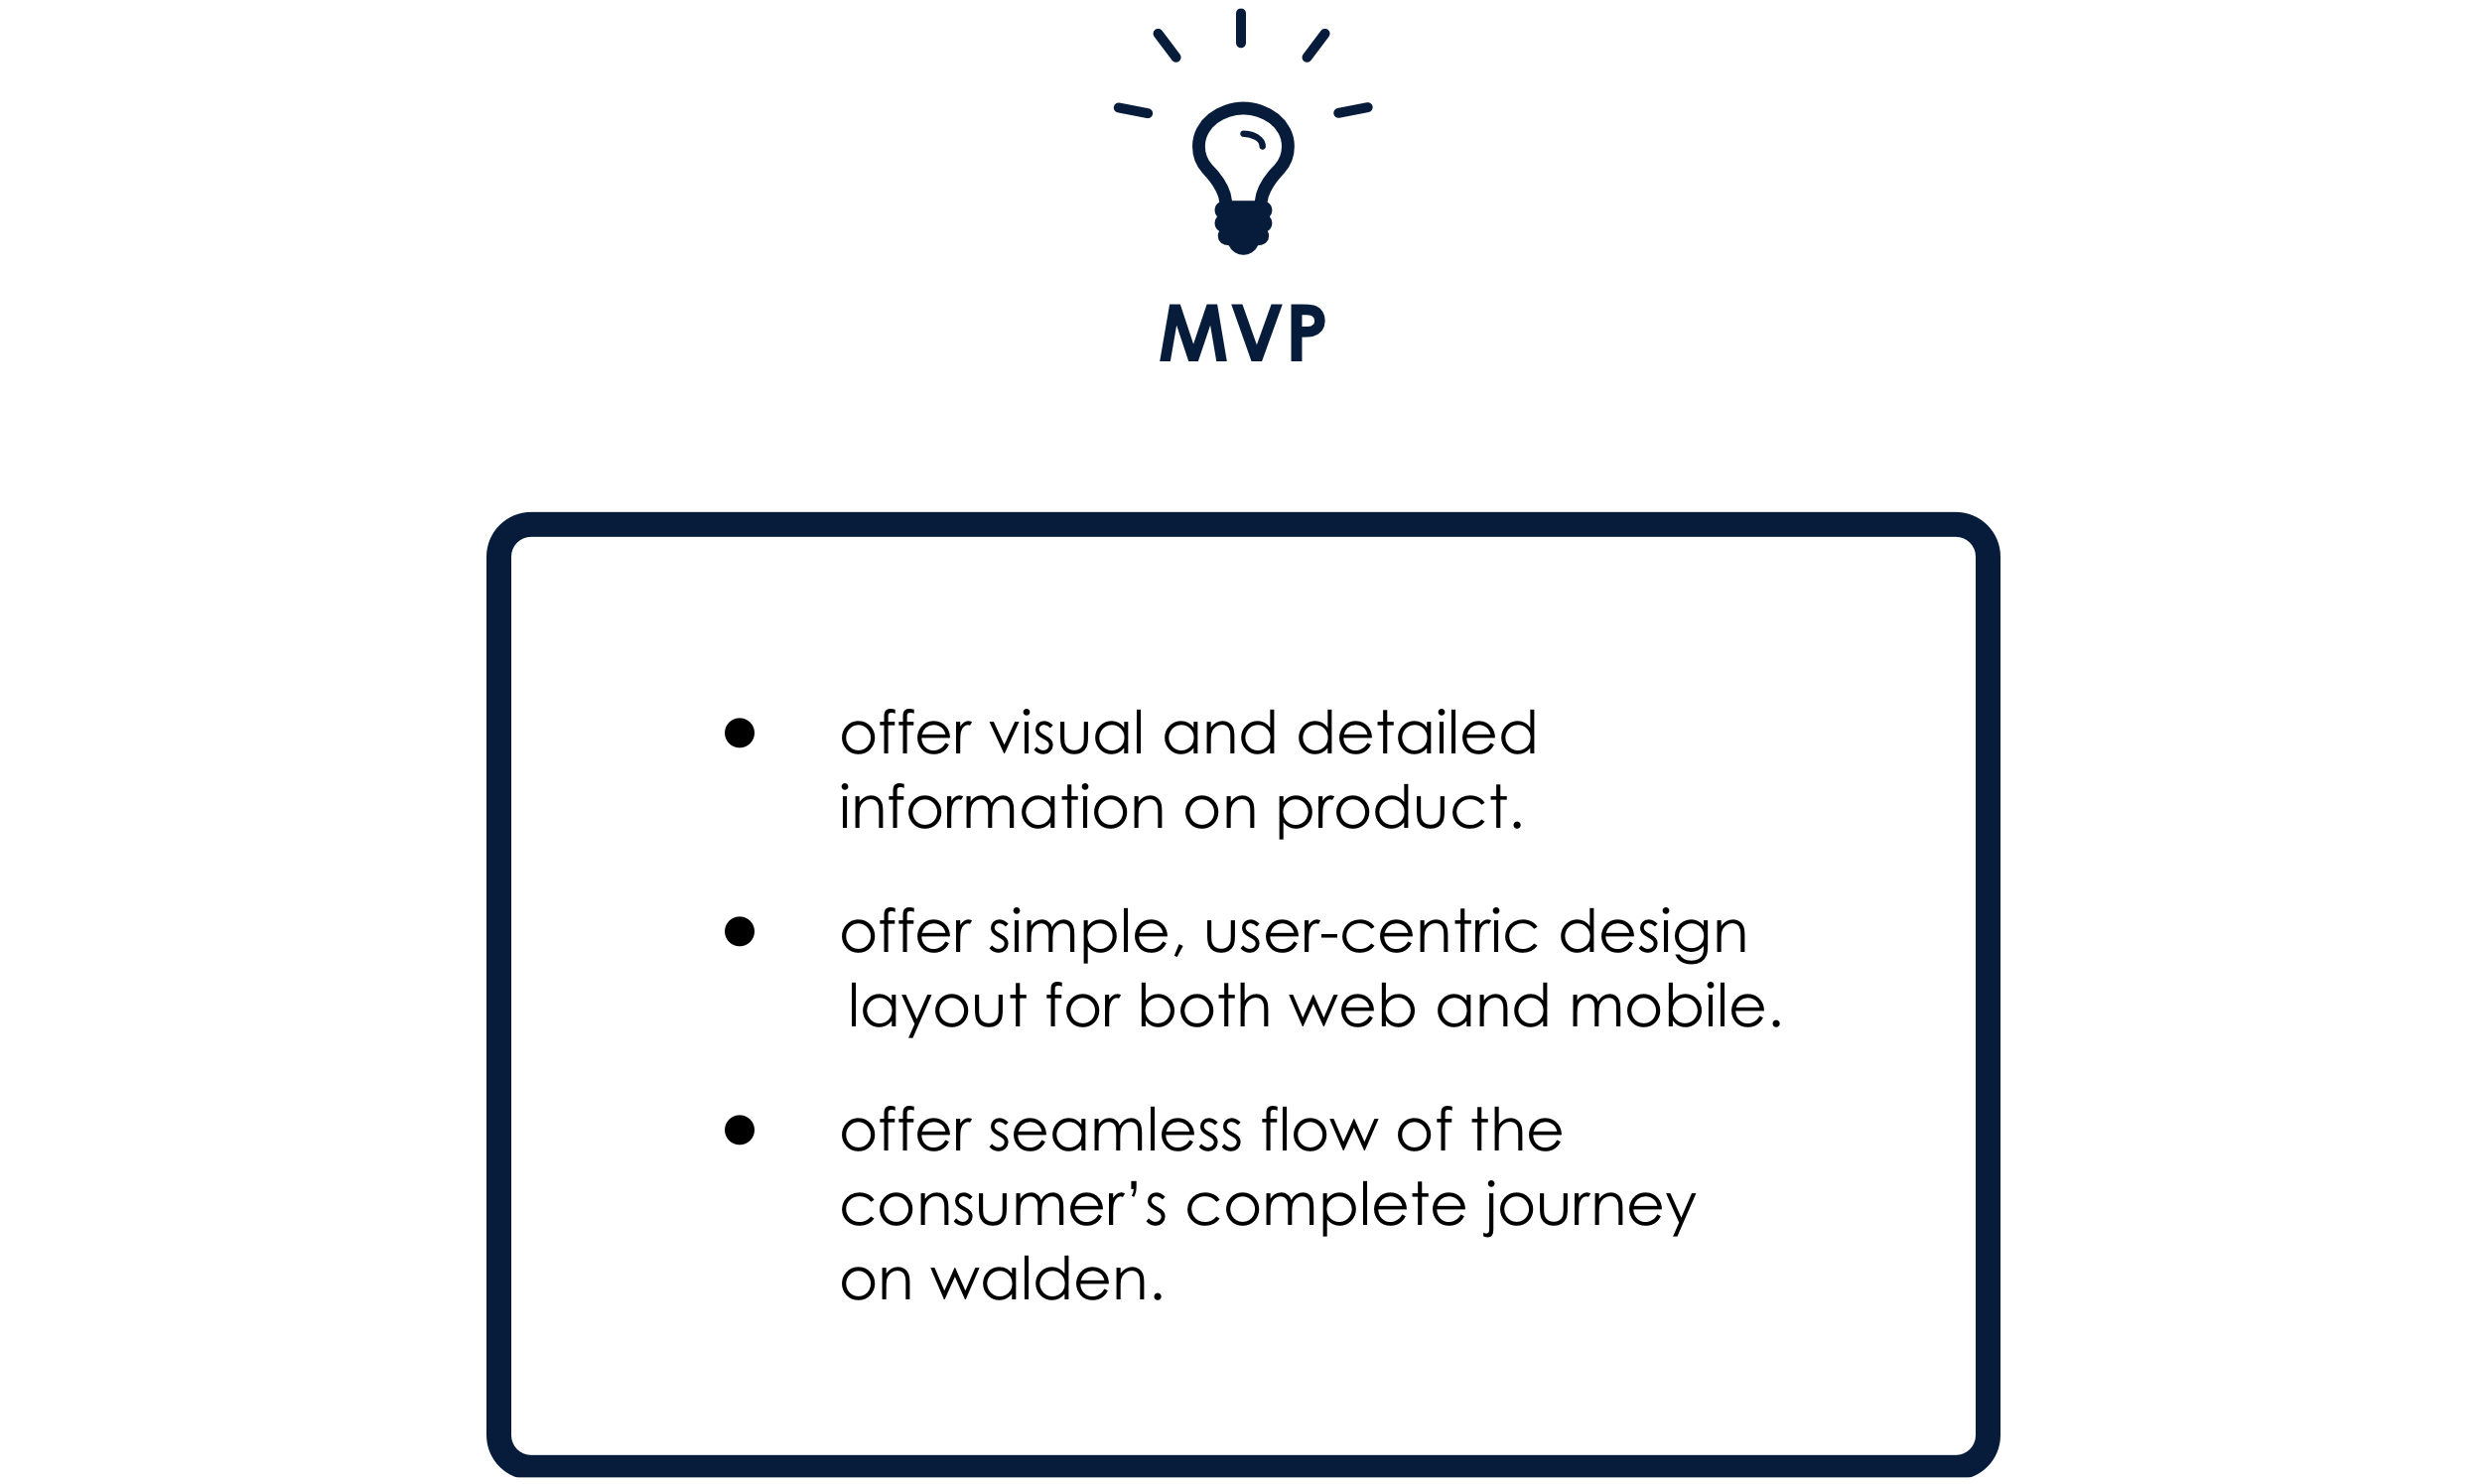 MVP
● offer visual and detailed
information on product.
● offer simple, user-centric design
layout for both web and mobile.
● offer seamless flow of the
consumer’s complete journey
on walden.